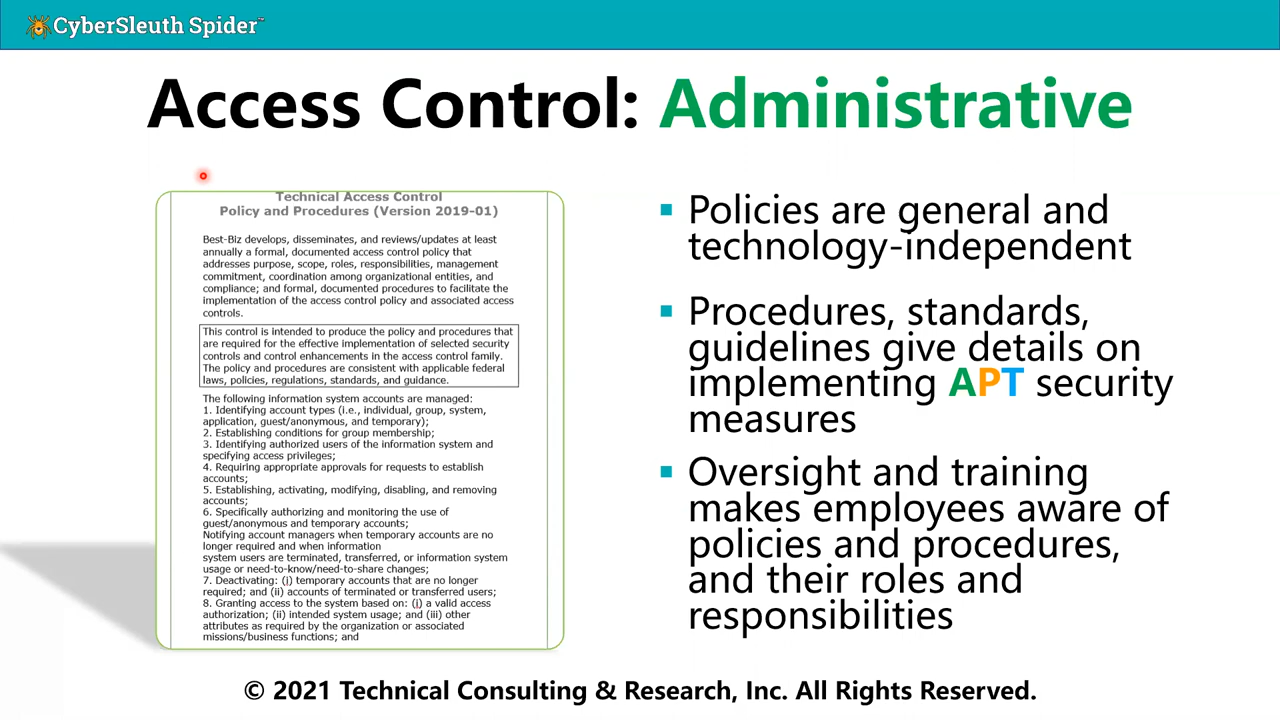 CyberSleuth Spider™
Access Control: Administrative
Technical Access Control
Policy and Procedures (Version 2019-01)
Best-Biz develops, disseminates, and reviews/updates at least
annually a formal, documented access control policy that
addresses purpose, scope, roles, responsibilities, management
commitment, coordination among organizational entities, and
compliance; and formal, documented procedures to facilitate the
implementation of the access control policy and associated access
controls.
This control is intended to produce the policy and procedures that
are required for the effective implementation of selected security
controls and control enhancements in the access control family.
The policy and procedures are consistent with applicable federal
laws, policies, regulations, standards, and guidance.
The following information system accounts are managed:
1. Identifying account types (i.e., individual, group, system,
application, guest/anonymous, and temporary);
2. Establishing conditions for group membership;
3. Identifying authorized users of the information system and
specifying access privileges;
4. Requiring appropriate approvals for requests to establish
accounts;
5. Establishing, activating, modifying, disabling, and removing
accounts;
6. Specifically authorizing and monitoring the use of
guest/anonymous and temporary accounts;
Notifying account managers when temporary accounts are no
longer required and when information
system users are terminated, transferred, or information system
usage or need-to-know/need-to-share changes;
7. Deactivating: (i) temporary accounts that are no longer
required; and (ii) accounts of terminated or transferred users;
8. Granting access to the system based on: (i) a valid access
authorization; (ii) intended system usage; and (iii) other
attributes as required by the organization or associated
missions/business functions; and
▪ Policies are general and
technology-independent
▪ Procedures, standards,
guidelines give details on
implementing APT security
measures
▪ Oversight and training
makes employees aware of
policies and procedures,
and their roles and
responsibilities
© 2021 Technical Consulting & Research, Inc. All Rights Reserved.